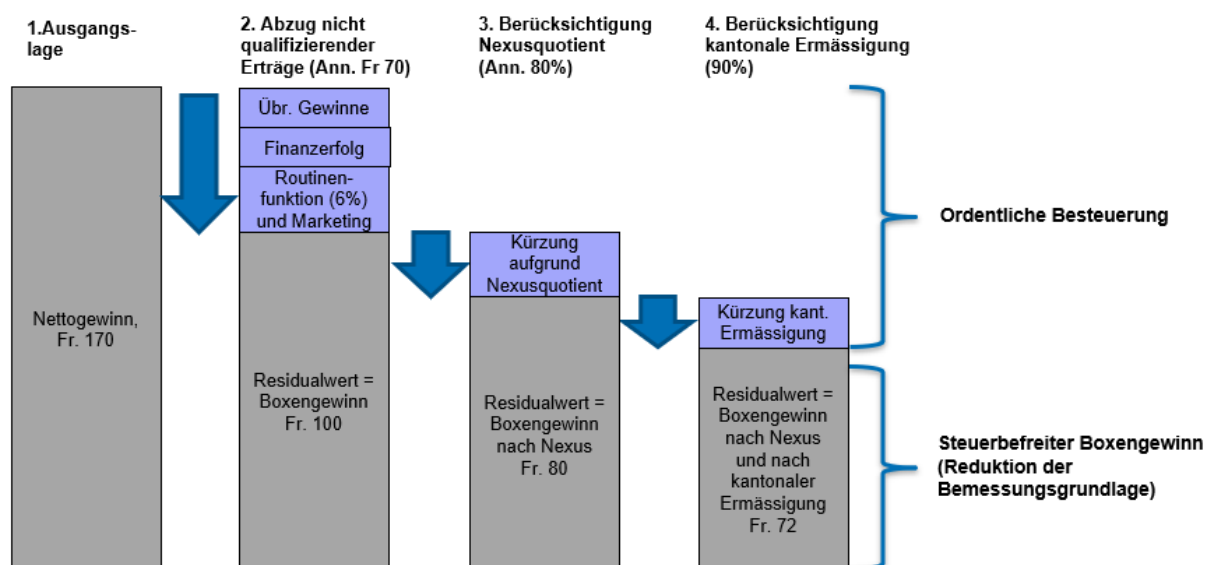 1.Ausgangs-
lage
2. Abzug nicht
qualifizierender
Erträge (Ann. Fr 70)
3. Berücksichtigung
Nexusquotient
(Ann. 80%)
4. Berücksichtigung
kantonale Ermässigung
(90%)
Nettogewinn,
Fr. 170
Übr. Gewinne
Finanzerfolg
Routinen-
funktion (6%)
und Marketing
Residualwert =
Boxengewinn
Fr. 100
Kürzung
aufgrund
Nexusquotient
Residualwert =
Boxengewinn
nach Nexus
Fr. 80
Kürzung kant.
Ermässigung
Residualwert =
Boxengewinn
nach Nexus
und nach
kantonaler
Ermässigung
Fr. 72
Ordentliche Besteuerung
Steuerbefreiter Boxengewinn
(Reduktion der
Bemessungsgrundlage)